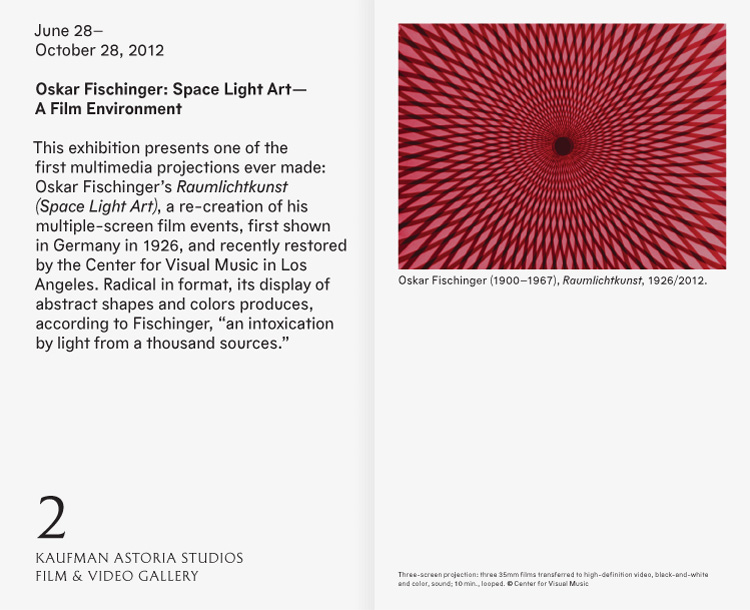 June 28–
October 28, 2012
Oskar Fischinger: Space Light Art—
A Film Environment
This exhibition presents one of the
first multimedia projections ever made:
Oskar Fischinger's Raumlichtkunst
(Space Light Art), a re-creation of his
multiple-screen film events, first shown
in Germany in 1926, and recently restored
by the Center for Visual Music in Los
Angeles. Radical in format, its display of
abstract shapes and colors produces,
according to Fischinger, “an intoxication
by light from a thousand sources.”
2
KAUFMAN ASTORIA STUDIOS
FILM & VIDEO GALLERY
Oskar Fischinger (1900–1967), Raumlichtkunst, 1926/2012.
Three-screen projection: three 35mm films transferred to high-definition video, black-and-white
and color, sound; 10 min., looped. © Center for Visual Music